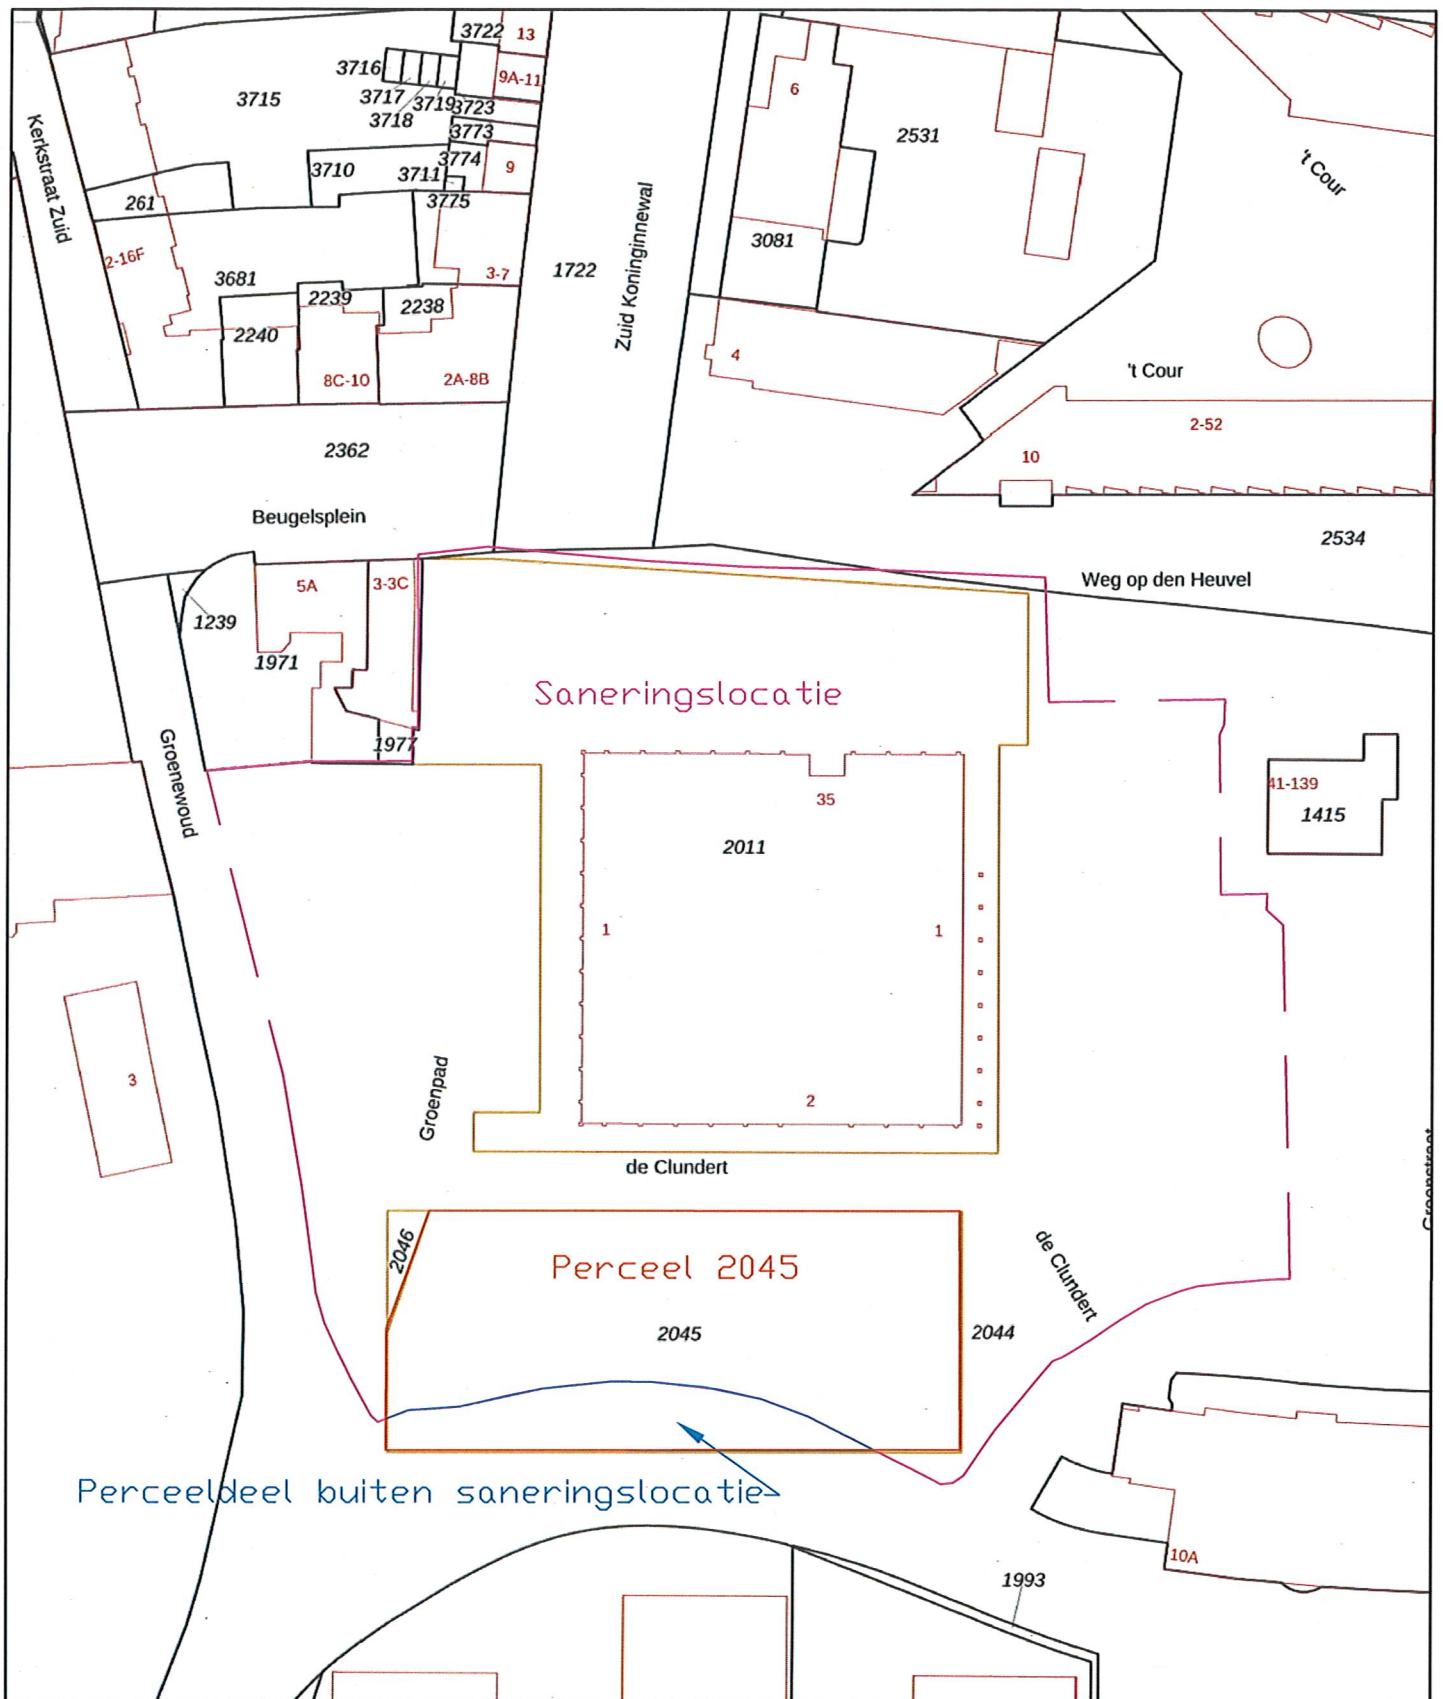 3722
13
3716
9A-11
3717
3719
3723
3715
3718
3773
3710
3711
3774
9
3775
261
Kerkstraat Zuid
2-16F
3681
3-7
2239
2238
2240
8C-10
2A-8B
1722
Zuid Koninginnewal
6
2531
3081
4
't Cour
't Cour
2-52
10
2534
2362
Beugelsplein
Weg op den Heuvel
5A
3-3C
1239
1971
1977
Groenewoud
Saneringslocatie
35
2011
1
1
2
41-139
1415
3
Groenpad
de Clundert
2046
Perceel 2045
2045
2044
de Clundert
Perceeldeel buiten saneringslocatie
10A
1993